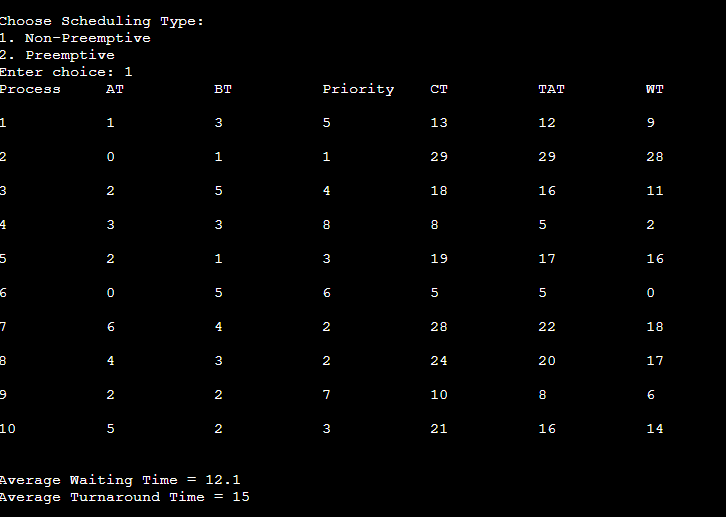 Choose Scheduling Type:
1. Non-Preemptive
2. Preemptive
Enter choice: 1
Process AT BT Priority CT TAT WT
1 1 3 5 13 12 9
2 0 1 1 29 29 28
3 2 5 4 18 16 11
4 3 3 8 8 5 2
5 2 1 3 19 17 16
6 0 5 6 5 5 0
7 6 4 2 28 22 18
8 4 3 2 24 20 17
9 2 2 7 10 8 6
10 5 2 3 21 16 14
Average Waiting Time = 12.1
Average Turnaround Time = 15